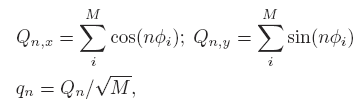 Q_{n,x} = \sum_{i}^{M} \cos(n\phi_i); Q_{n,y} = \sum_{i}^{M} \sin(n\phi_i)
q_n = Q_n/\sqrt{M},